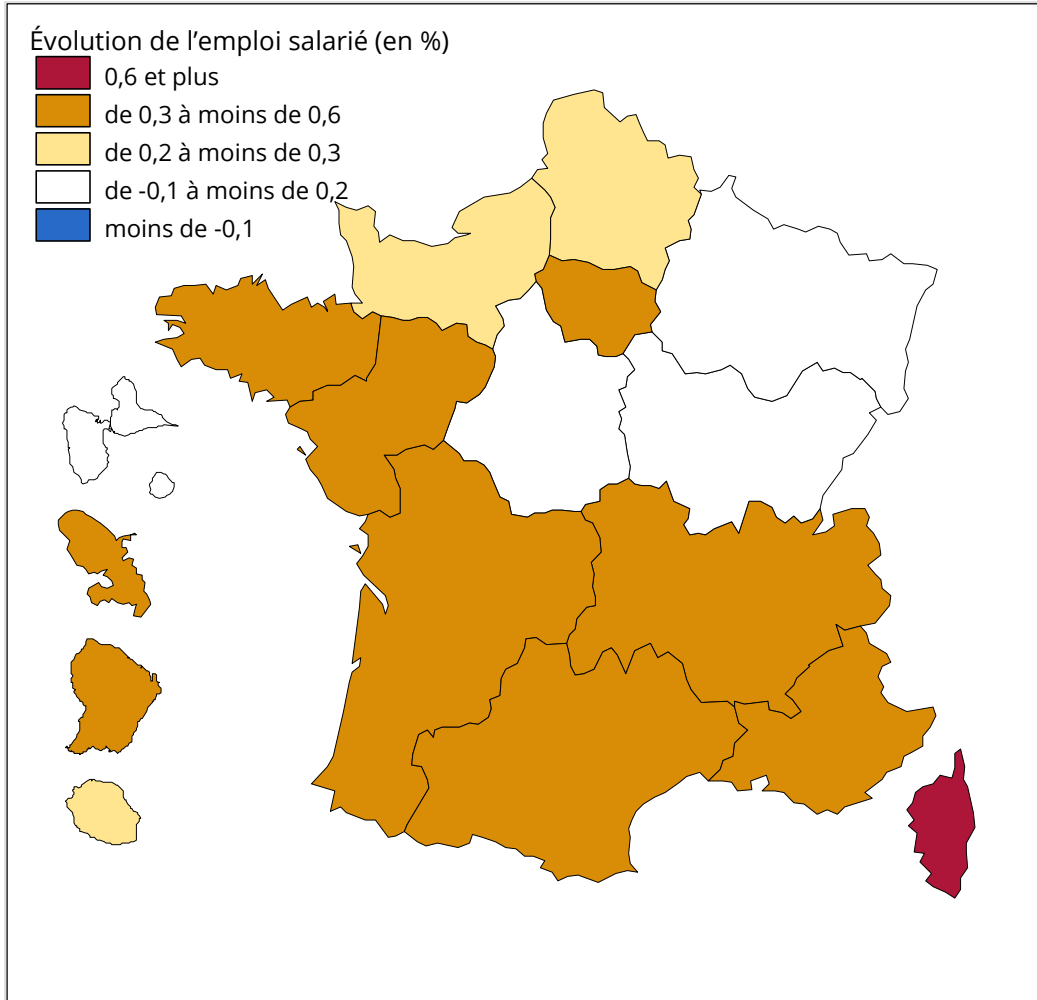 Évolution de l’emploi salarié (en %)
0,6 et plus
de 0,3 à moins de 0,6
de 0,2 à moins de 0,3
de -0,1 à moins de 0,2
moins de -0,1